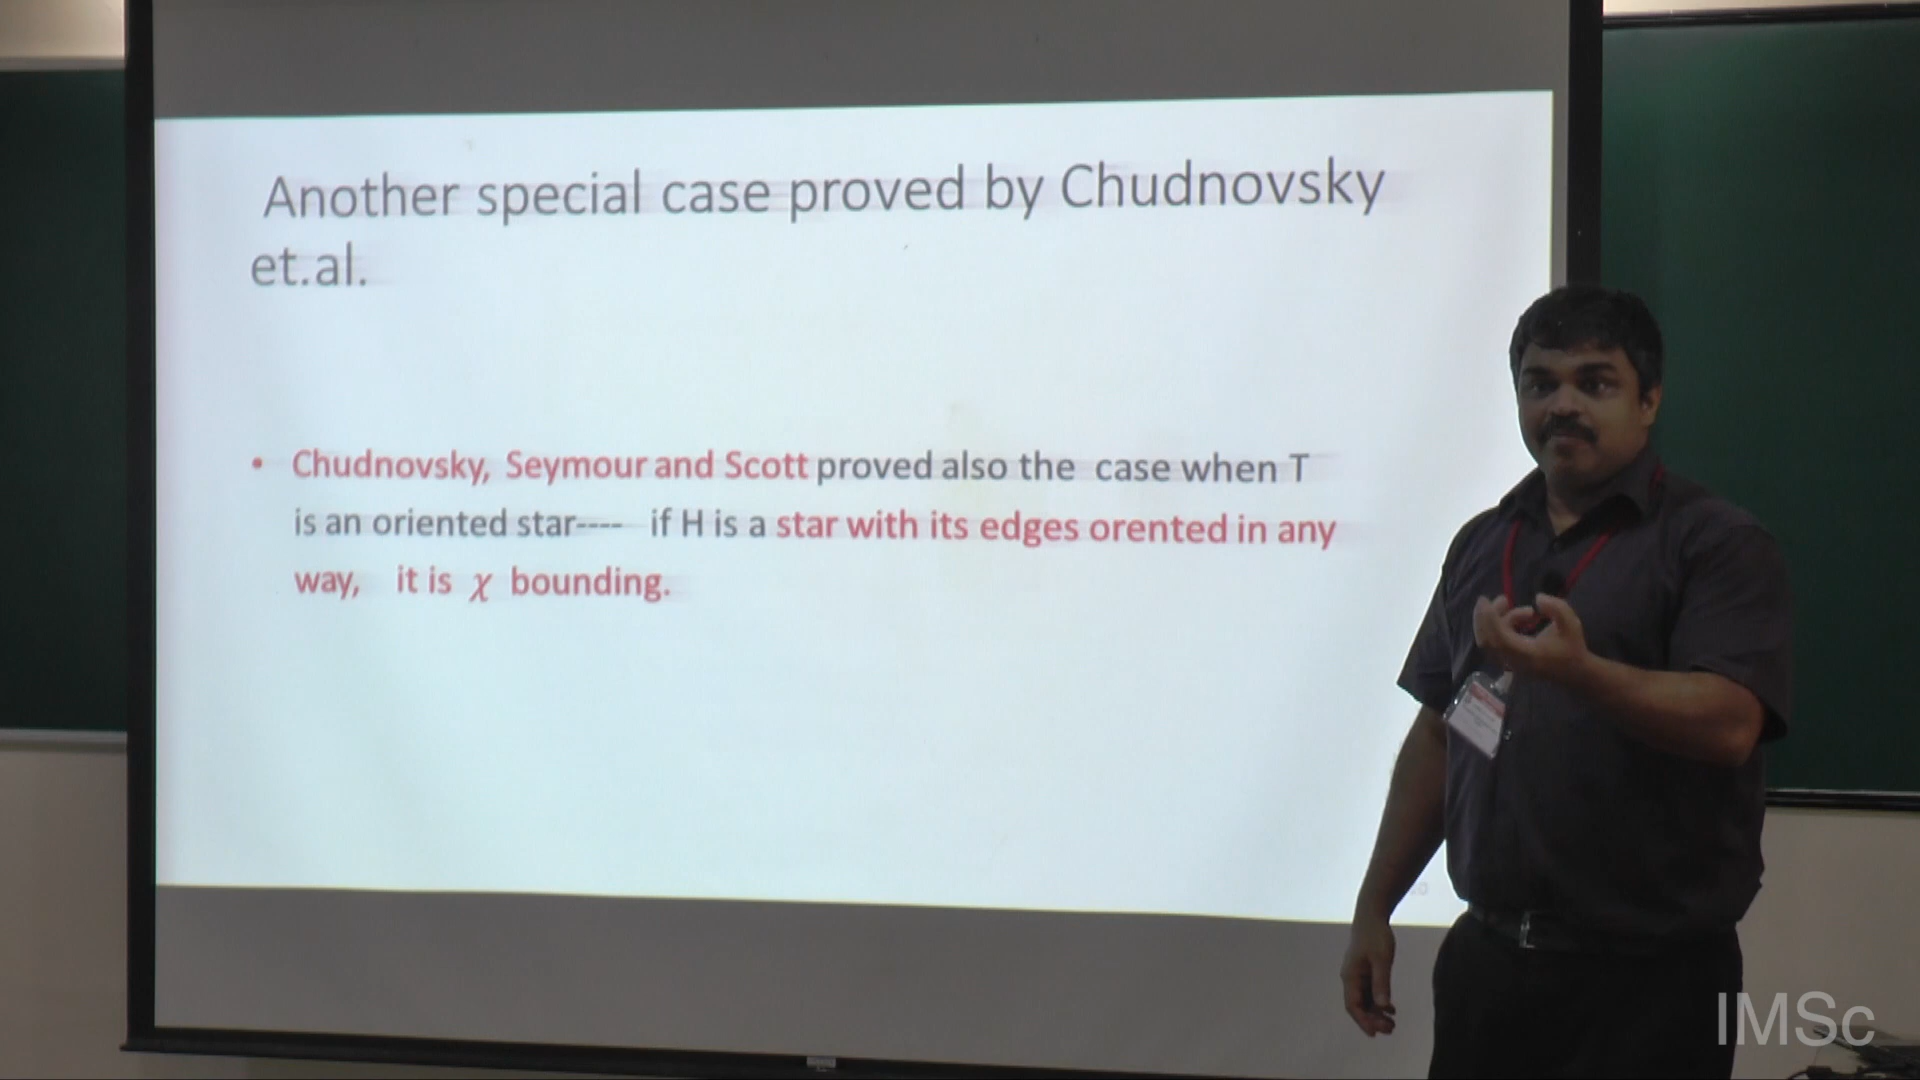 Another special case proved by Chudnovsky
et.al.
• Chudnovsky, Seymour and Scott proved also the case when T
is an oriented star---- if H is a star with its edges orented in any
way, it is χ bounding.
IMSc